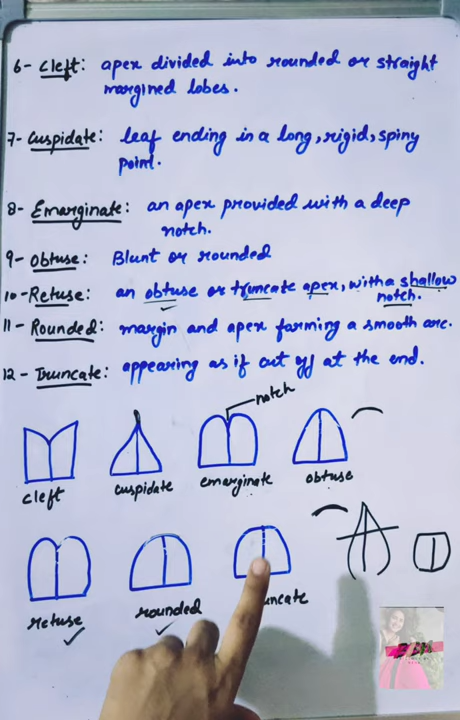 6- Cleft: apex divided into rounded or straight
margined lobes.
7- Cuspidate: leaf ending in a long, rigid, spiny
point.
8- Emarginate: an apex provided with a deep
notch.
9- Obtuse: Blunt or rounded
10- Retuse: an obtuse or truncate apex, with a shallow
notch.
11- Rounded: margin and apex forming a smooth arc.
12- Truncate: appearing as if cut off at the end.
notch
cleft cuspidate emarginate obtuse
retuse rounded uncate